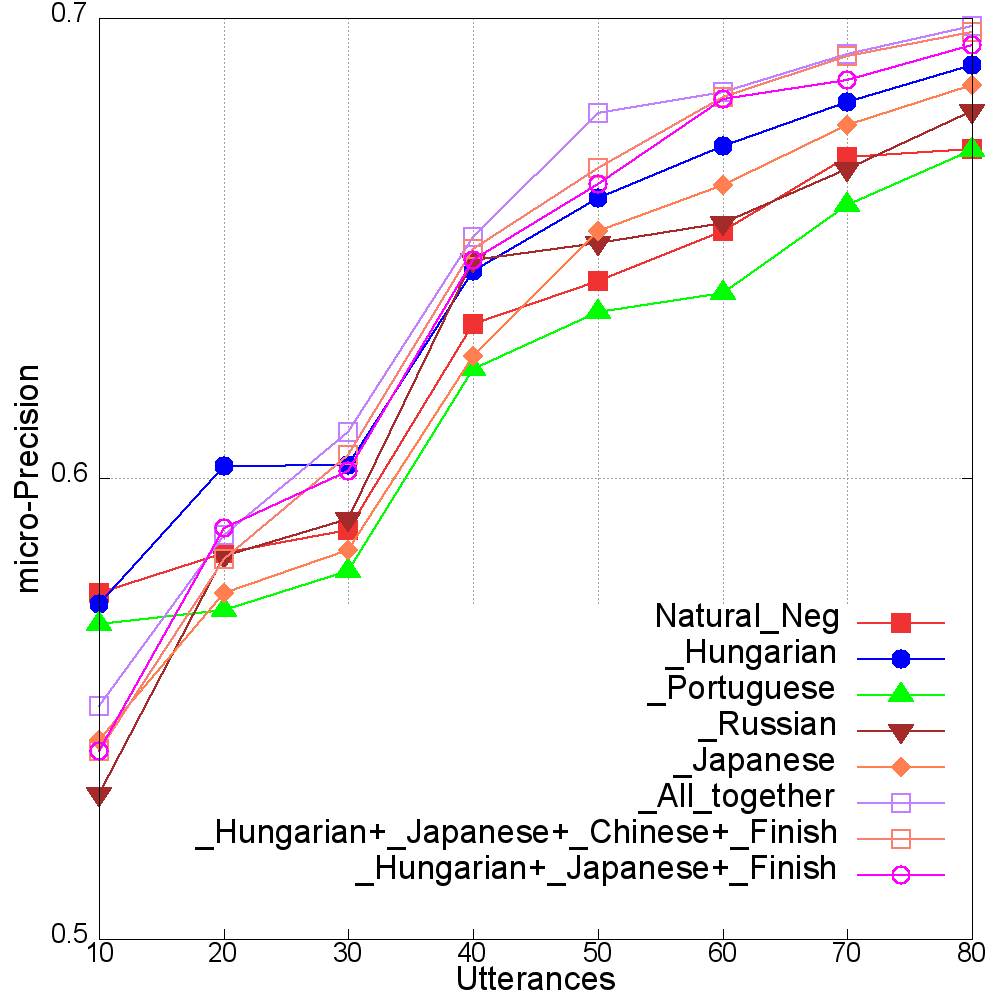 0.7
0.6
0.5
micro-Precision
Natural_Neg
_Hungarian
_Portuguese
_Russian
_Japanese
_All_together
_Hungarian+_Japanese+_Chinese+_Finish
_Hungarian+_Japanese+_Finish
10 20 30 40 50 60 70 80
Utterances